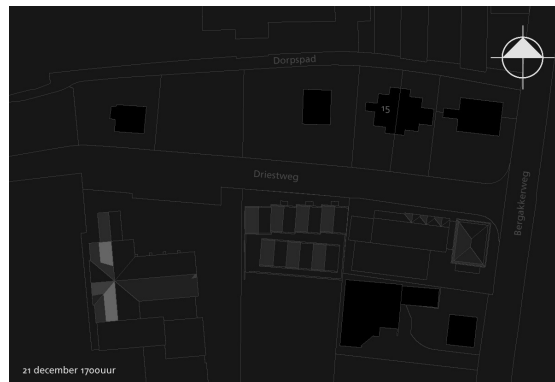 Dorpspad
15
Driestweg
Bergakkerweg
21 december 1700uur